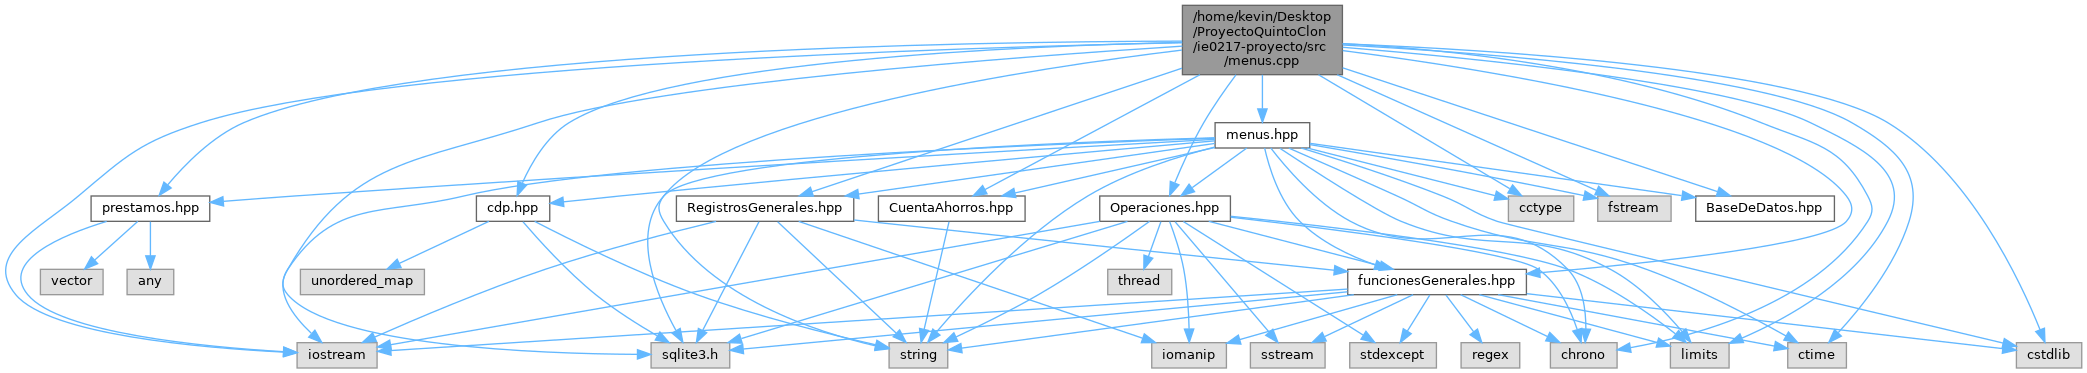 /home/kevin/Desktop
/ProyectoQuintoClon
/ie0217-proyecto/src
/menus.cpp
menus.hpp
prestamos.hpp
cdp.hpp
RegistrosGenerales.hpp
CuentaAhorros.hpp
Operaciones.hpp
cctype
fstream
BaseDeDatos.hpp
vector
any
unordered_map
thread
funcionesGenerales.hpp
iostream
sqlite3.h
string
iomanip
sstream
stdexcept
regex
chrono
limits
ctime
cstdlib